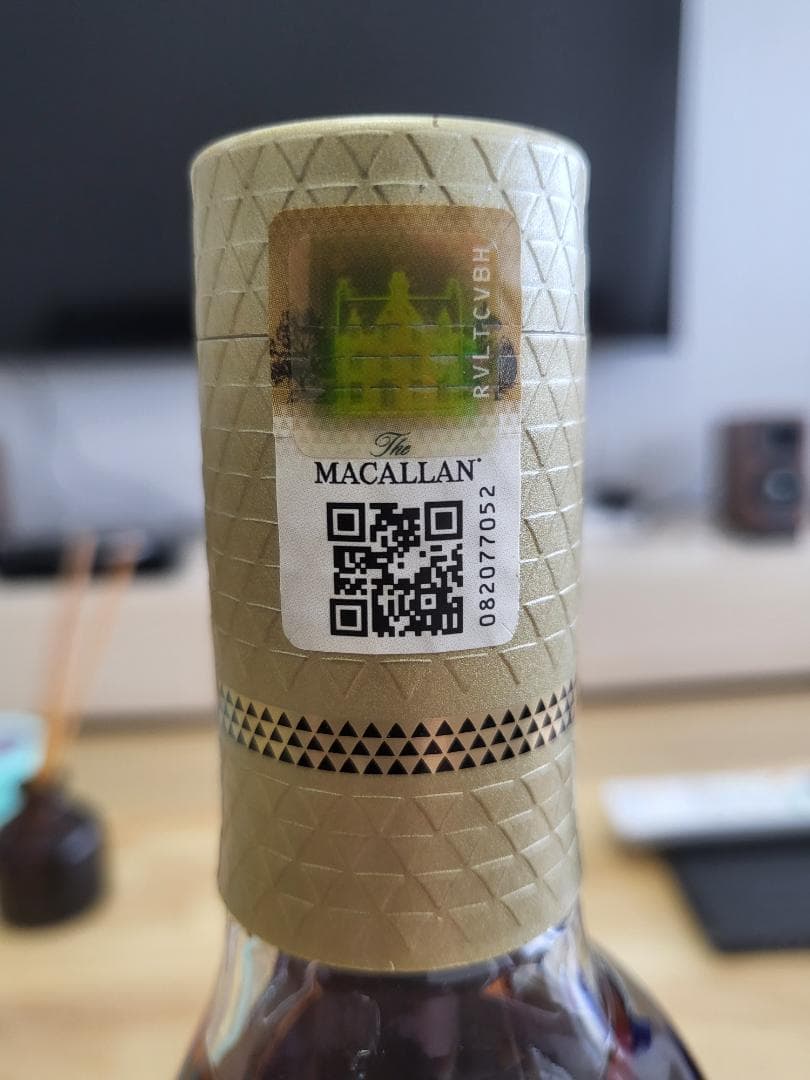 RVLTCVBH
The
MACALLAN
082077052